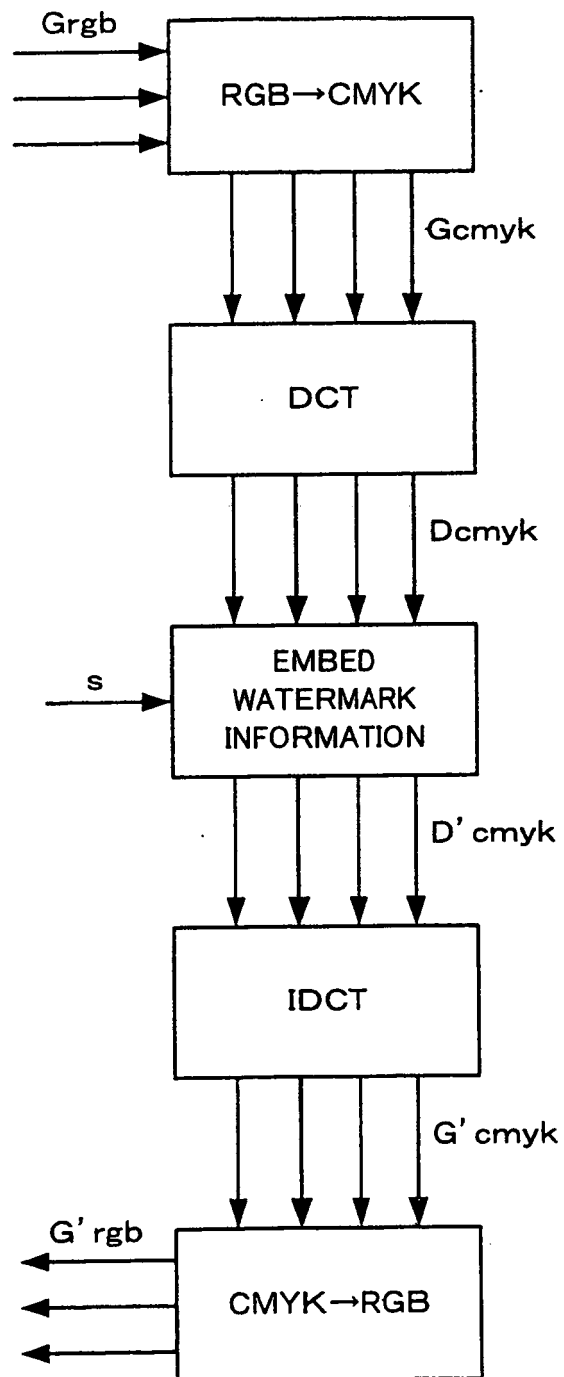 Grgb
RGB→CMYK
Gcmyk
DCT
Dcmyk
EMBED
WATERMARK
INFORMATION
s
D' cmyk
IDCT
G' cmyk
G' rgb
CMYK→RGB